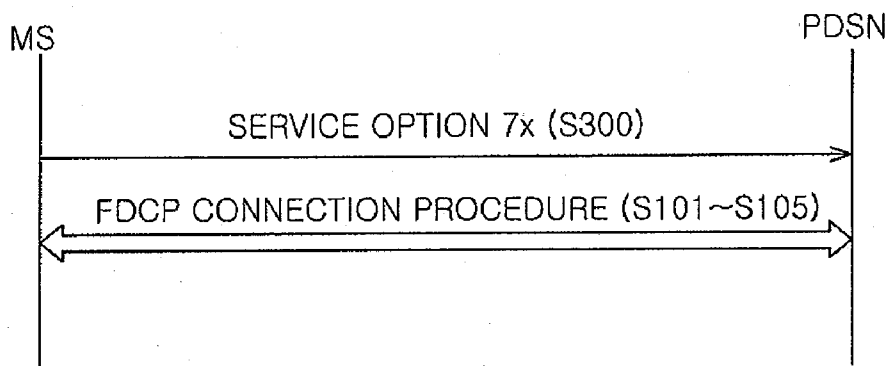 MS
PDSN
SERVICE OPTION 7x (S300)
FDCP CONNECTION PROCEDURE (S101~S105)